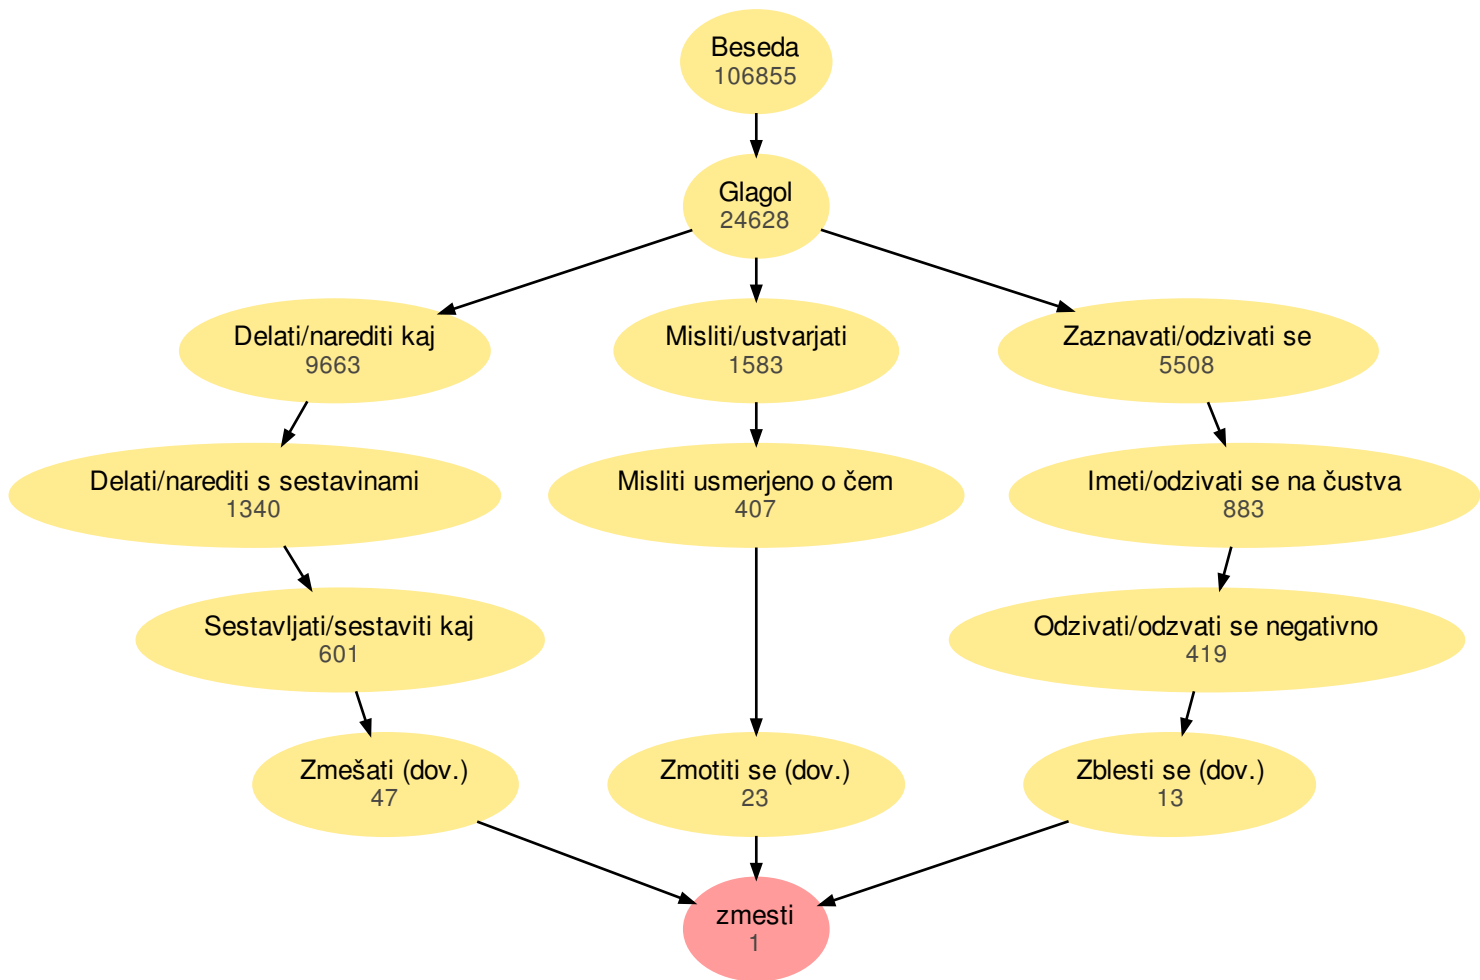 Beseda
106855
Glagol
24628
Delati/narediti kaj
9663
Misliti/ustvarjati
1583
Zaznavati/odzivati se
5508
Delati/narediti s sestavinami
1340
Misliti usmerjeno o čem
407
Imeti/odzivati se na čustva
883
Sestavljati/sestaviti kaj
601
Odzivati/odzvati se negativno
419
Zmešati (dov.)
47
Zmotiti se (dov.)
23
Zblesti se (dov.)
13
zmesti
1